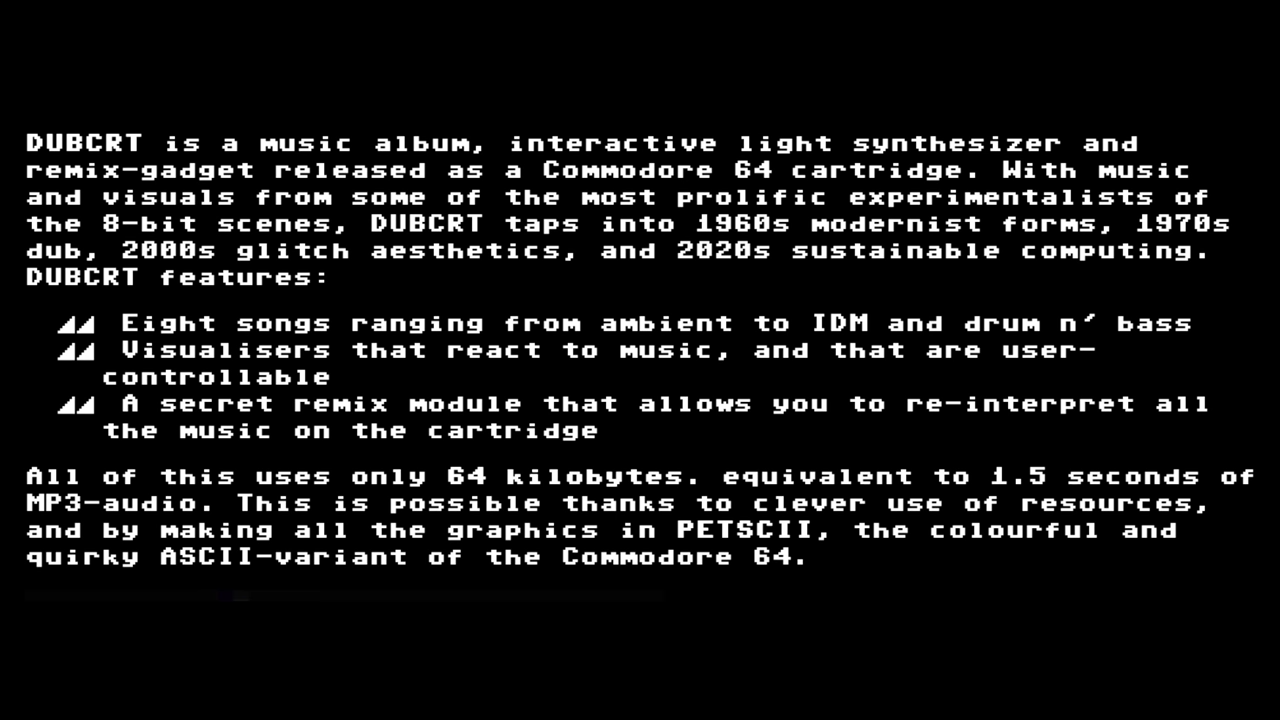 DUBCRT is a music album, interactive light synthesizer and
remix-gadget released as a Commodore 64 cartridge. With music
and visuals from some of the most prolific experimentalists of
the 8-bit scenes, DUBCRT taps into 1960s modernist forms, 1970s
dub, 2000s glitch aesthetics, and 2020s sustainable computing.
DUBCRT features:
◢◢ Eight songs ranging from ambient to IDM and drum n' bass
◢◢ Visualisers that react to music, and that are user-
controllable
◢◢ A secret remix module that allows you to re-interpret all
the music on the cartridge
All of this uses only 64 kilobytes. equivalent to 1.5 seconds of
MP3-audio. This is possible thanks to clever use of resources,
and by making all the graphics in PETSCII, the colourful and
quirky ASCII-variant of the Commodore 64.